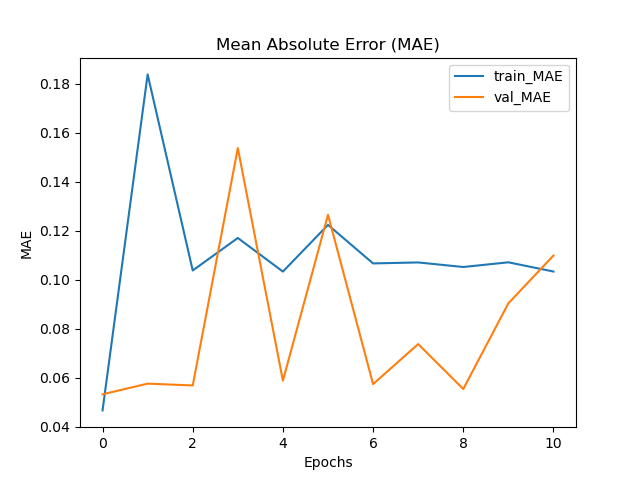 Mean Absolute Error (MAE)
train_MAE
val_MAE
0.18
0.16
0.14
0.12
0.10
0.08
0.06
0.04
MAE
0 2 4 6 8 10
Epochs